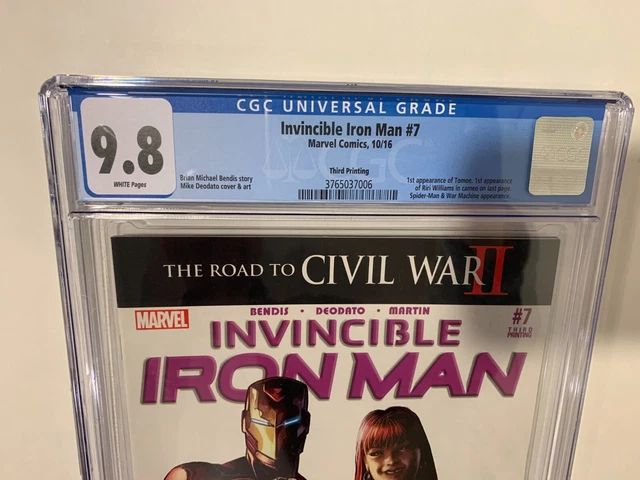 CGC UNIVERSAL GRADE
9.8
WHITE Pages
Invincible Iron Man #7
Marvel Comics, 10/16
Third Printing
3765037006
Brian Michael Bendis story
Mike Deodato cover & art
1st appearance of Tomoe. 1st appearance
of Riri Williams in cameo on last page.
Spider-Man & War Machine appearance.
CGC
THE ROAD TO CIVIL WAR II
BENDIS • DEODATO • MARTIN
MARVEL
#7
THIRD
PRINTING
INVINCIBLE
IRON MAN